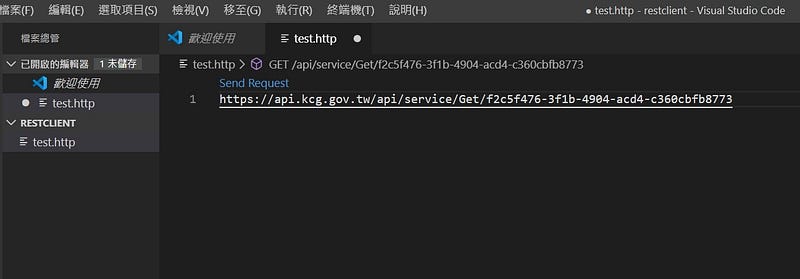 檔案(F) 編輯(E) 選取項目(S) 檢視(V) 移至(G) 執行(R) 終端機(T) 說明(H) ● test.http - restclient - Visual Studio Code
檔案總管
歡迎使用
test.http ●
已開啟的編輯器 1 未儲存
歡迎使用
● test.http
RESTCLIENT
test.http
test.http > GET /api/service/Get/f2c5f476-3f1b-4904-acd4-c360cbfb8773
Send Request
1 https://api.kcg.gov.tw/api/service/Get/f2c5f476-3f1b-4904-acd4-c360cbfb8773